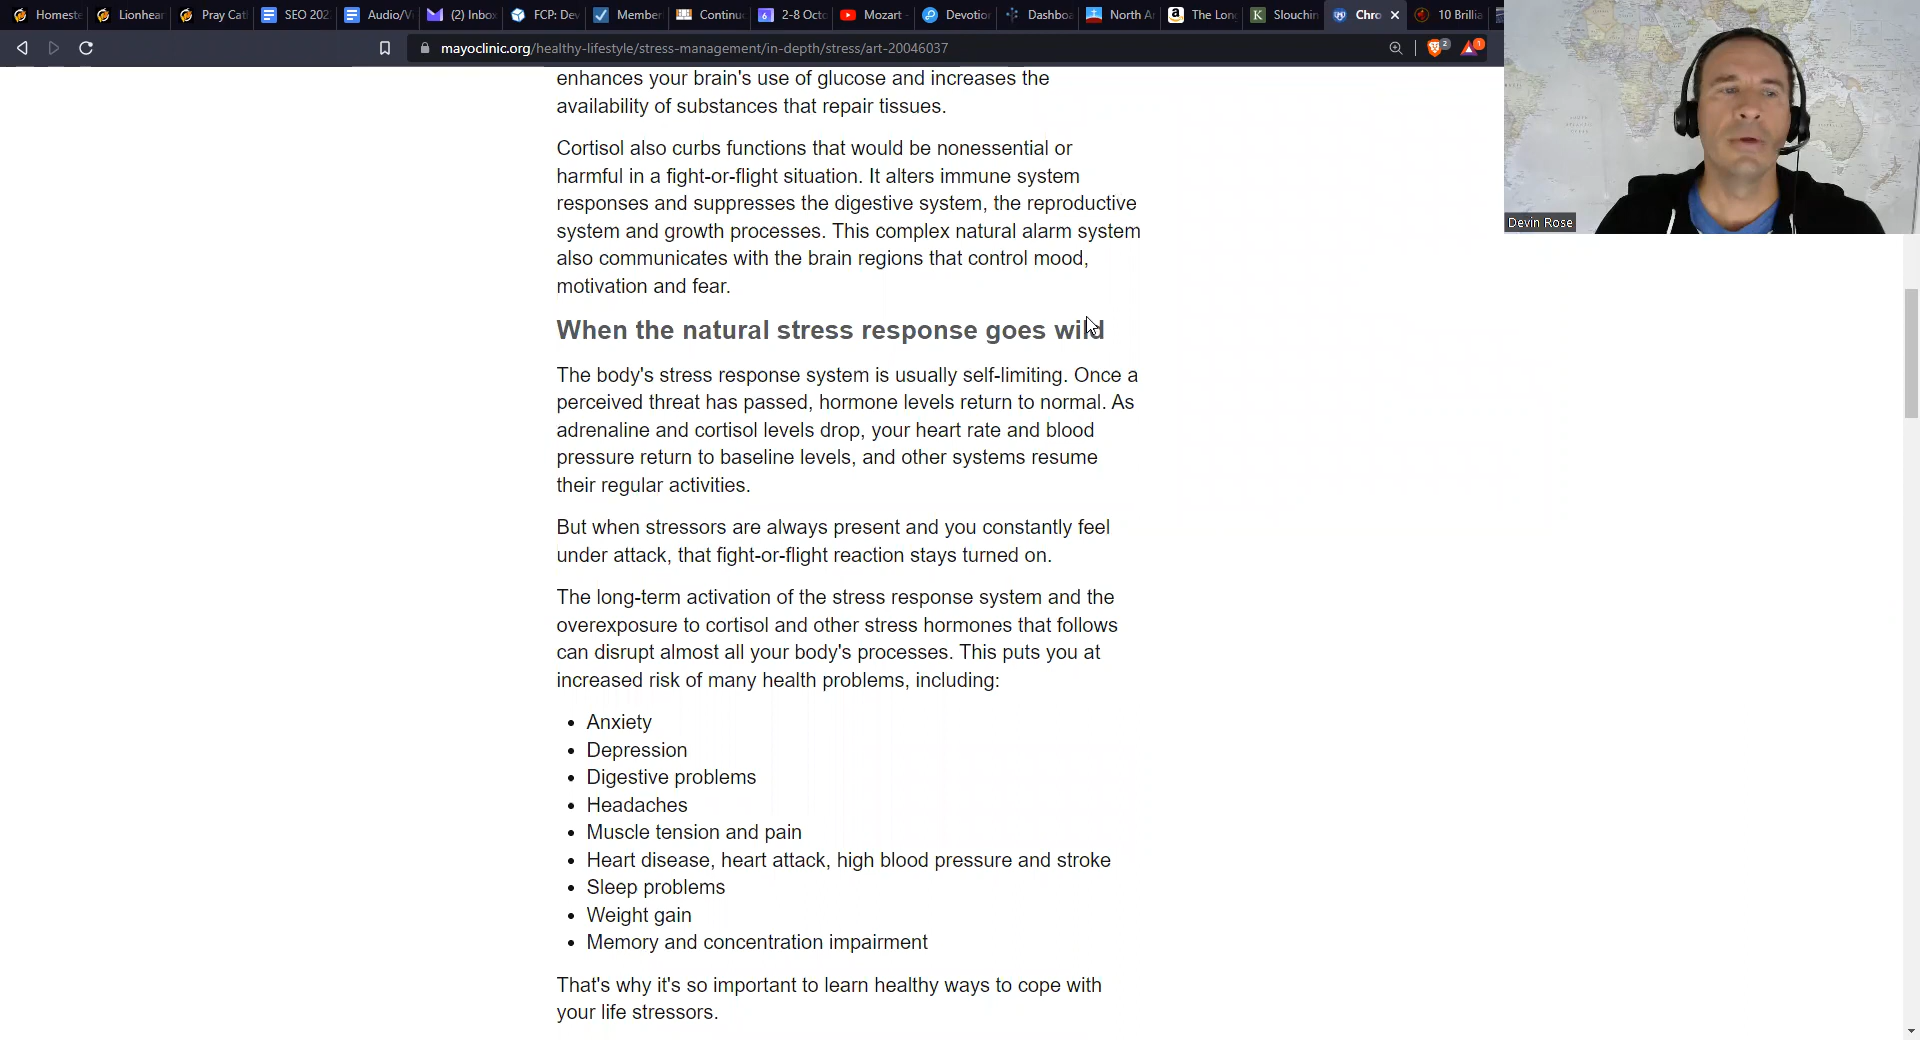 Homeste
Lionhear
Pray Cat
SEO 202
Audio/V
(2) Inbo
FCP: Dev
Member
Continu
2-8 Octo
Mozart -
Devotio
Dashbo
North A
The Lon
Slouchin
Chro
10 Brillia
mayoclinic.org/healthy-lifestyle/stress-management/in-depth/stress/art-20046037
2
1
enhances your brain's use of glucose and increases the
availability of substances that repair tissues.
Cortisol also curbs functions that would be nonessential or
harmful in a fight-or-flight situation. It alters immune system
responses and suppresses the digestive system, the reproductive
system and growth processes. This complex natural alarm system
also communicates with the brain regions that control mood,
motivation and fear.
When the natural stress response goes wild
The body's stress response system is usually self-limiting. Once a
perceived threat has passed, hormone levels return to normal. As
adrenaline and cortisol levels drop, your heart rate and blood
pressure return to baseline levels, and other systems resume
their regular activities.
But when stressors are always present and you constantly feel
under attack, that fight-or-flight reaction stays turned on.
The long-term activation of the stress response system and the
overexposure to cortisol and other stress hormones that follows
can disrupt almost all your body's processes. This puts you at
increased risk of many health problems, including:
• Anxiety
• Depression
• Digestive problems
• Headaches
• Muscle tension and pain
• Heart disease, heart attack, high blood pressure and stroke
• Sleep problems
• Weight gain
• Memory and concentration impairment
That's why it's so important to learn healthy ways to cope with
your life stressors.
Devin Rose